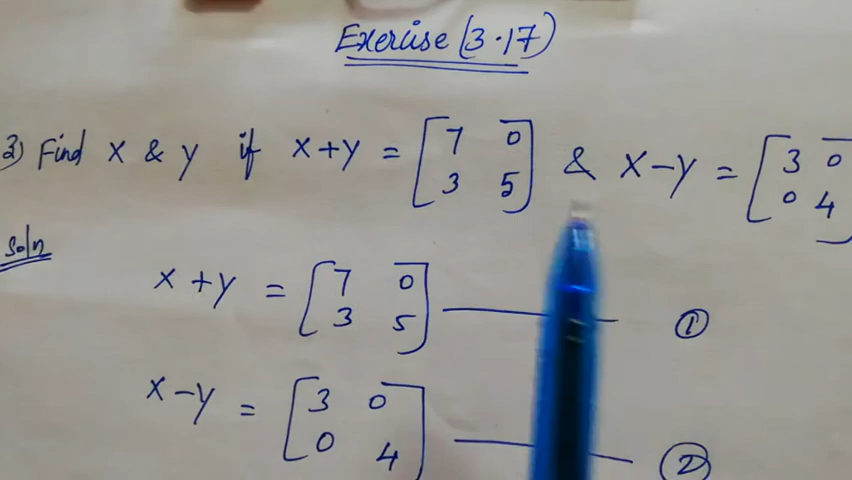 Exercise (3.17)
3) Find X & Y if X+Y = [7 0
3 5] & X-Y = [3 0
0 4]
Soln
X+Y = [7 0
3 5] ①
X-Y = [3 0
0 4] ②